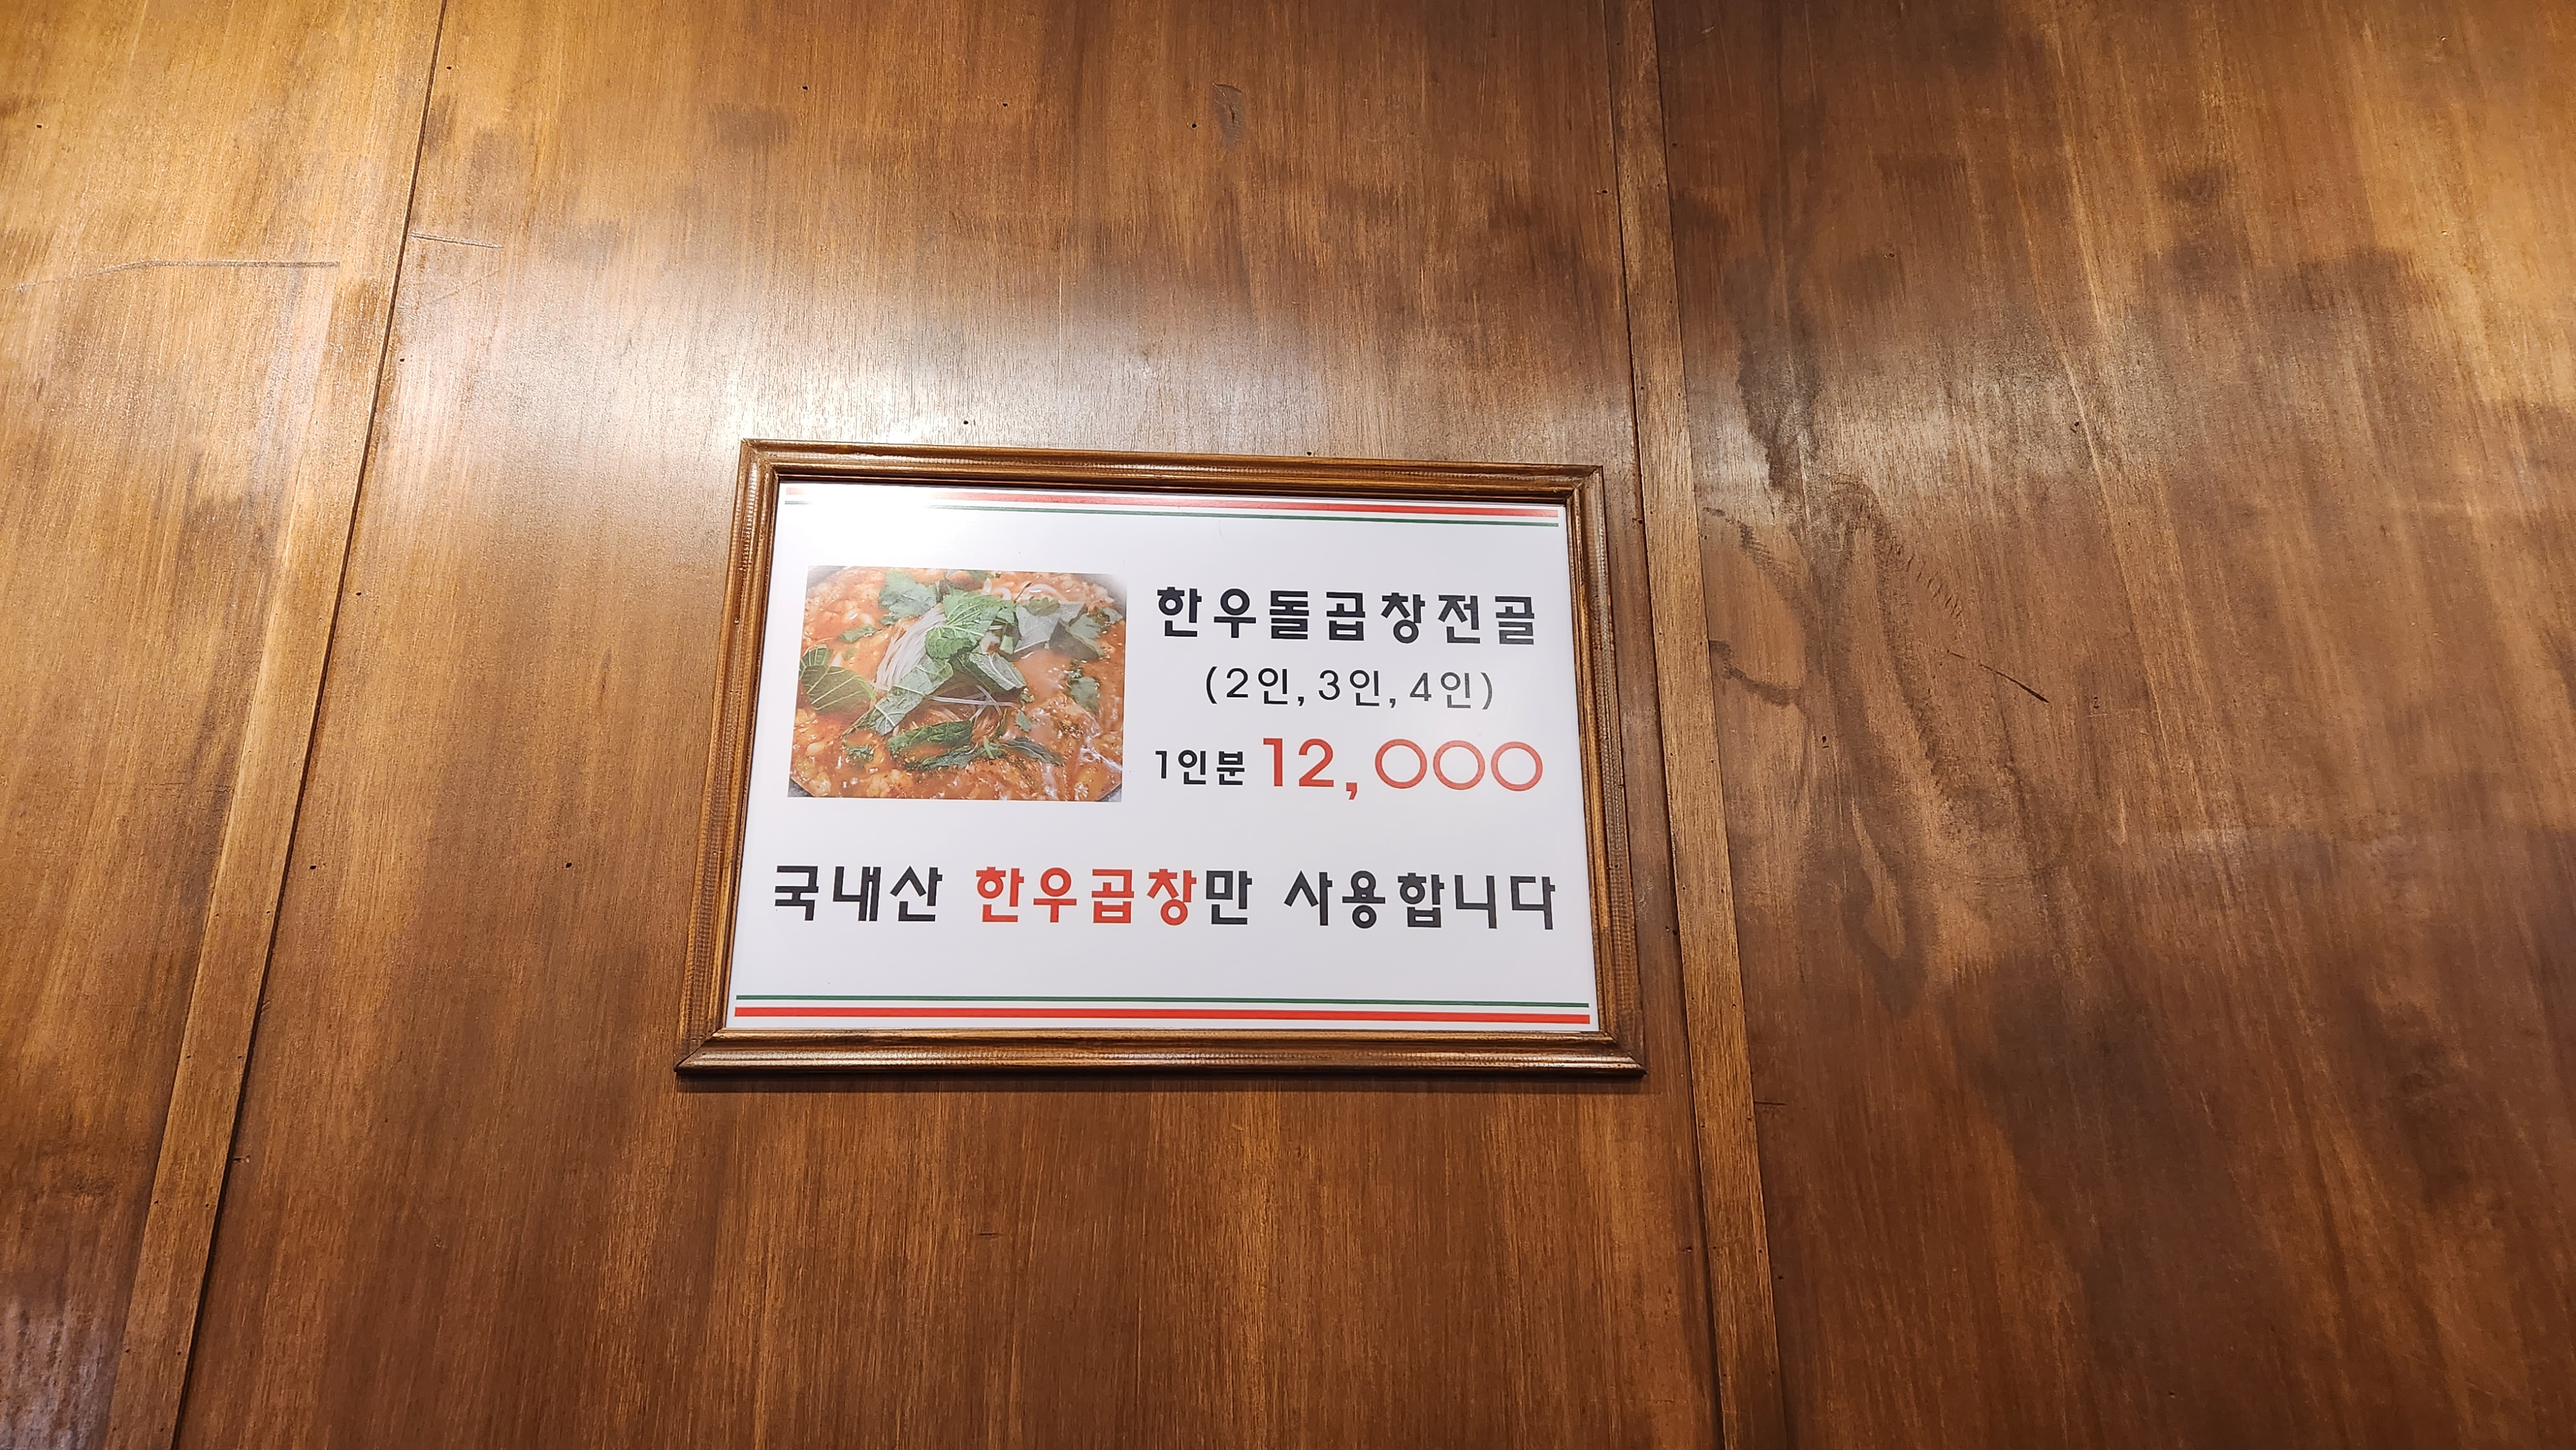 한우돌곱창전골
(2인, 3인, 4인)
1인분 12,000
국내산 한우곱창만 사용합니다